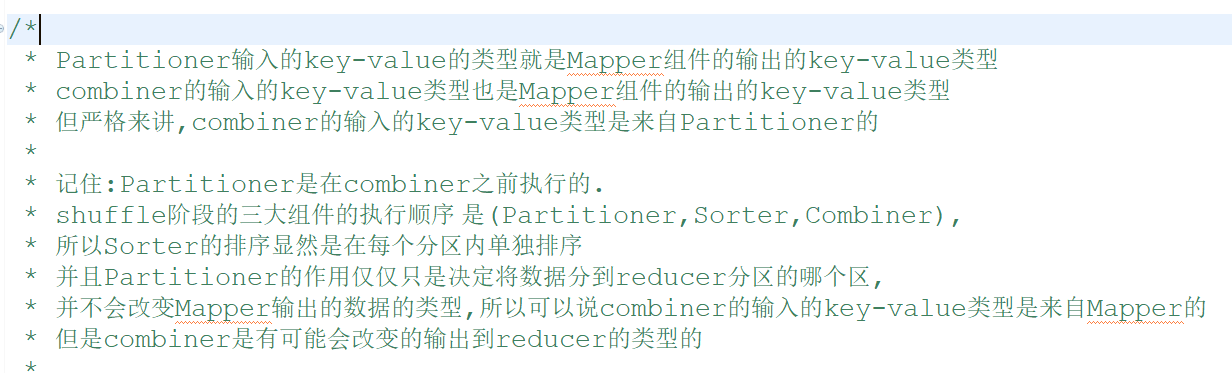 /*
* Partitioner输入的key-value的类型就是Mapper组件的输出的key-value类型
* combiner的输入的key-value类型也是Mapper组件的输出的key-value类型
* 但严格来讲,combiner的输入的key-value类型是来自Partitioner的
*
* 记住:Partitioner是在combiner之前执行的.
* shuffle阶段的三大组件的执行顺序 是(Partitioner,Sorter,Combiner),
* 所以Sorter的排序显然是在每个分区内单独排序
* 并且Partitioner的作用仅仅只是决定将数据分到reducer分区的哪个区,
* 并不会改变Mapper输出的数据的类型,所以可以说combiner的输入的key-value类型是来自Mapper的
* 但是combiner是有可能会改变的输出到reducer的类型的
*